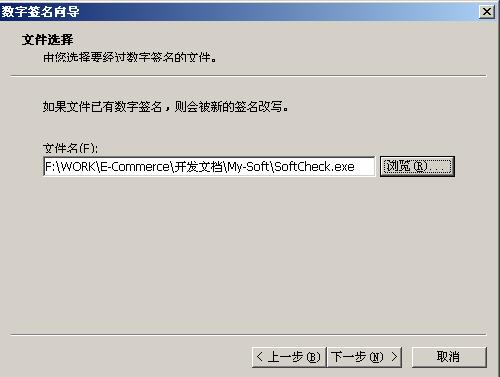 数字签名向导
文件选择
由您选择要经过数字签名的文件。
如果文件已有数字签名,则会被新的签名改写。
文件名(F):
F:\WORK\E-Commerce\开发文档\My-Soft\SoftCheck.exe 浏览(R)...
< 上一步(B) 下一步(N) > 取消